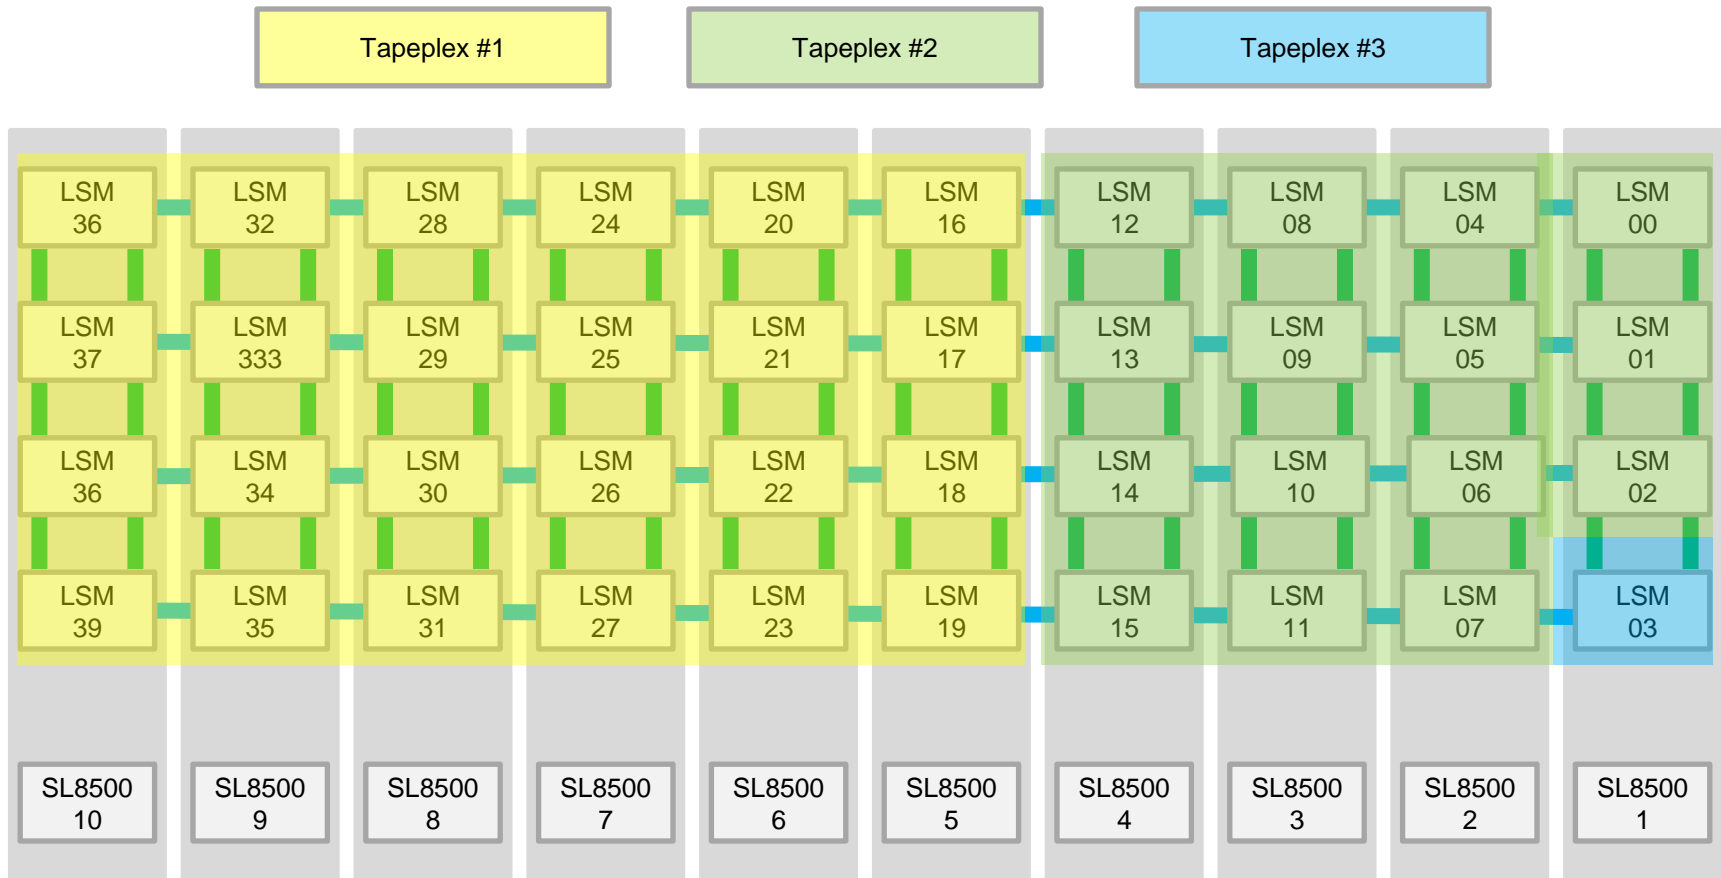 Tapeplex #1
Tapeplex #2
Tapeplex #3
LSM
36
LSM
32
LSM
28
LSM
24
LSM
20
LSM
16
LSM
12
LSM
08
LSM
04
LSM
00
LSM
37
LSM
333
LSM
29
LSM
25
LSM
21
LSM
17
LSM
13
LSM
09
LSM
05
LSM
01
LSM
36
LSM
34
LSM
30
LSM
26
LSM
22
LSM
18
LSM
14
LSM
10
LSM
06
LSM
02
LSM
39
LSM
35
LSM
31
LSM
27
LSM
23
LSM
19
LSM
15
LSM
11
LSM
07
LSM
03
SL8500
10
SL8500
9
SL8500
8
SL8500
7
SL8500
6
SL8500
5
SL8500
4
SL8500
3
SL8500
2
SL8500
1